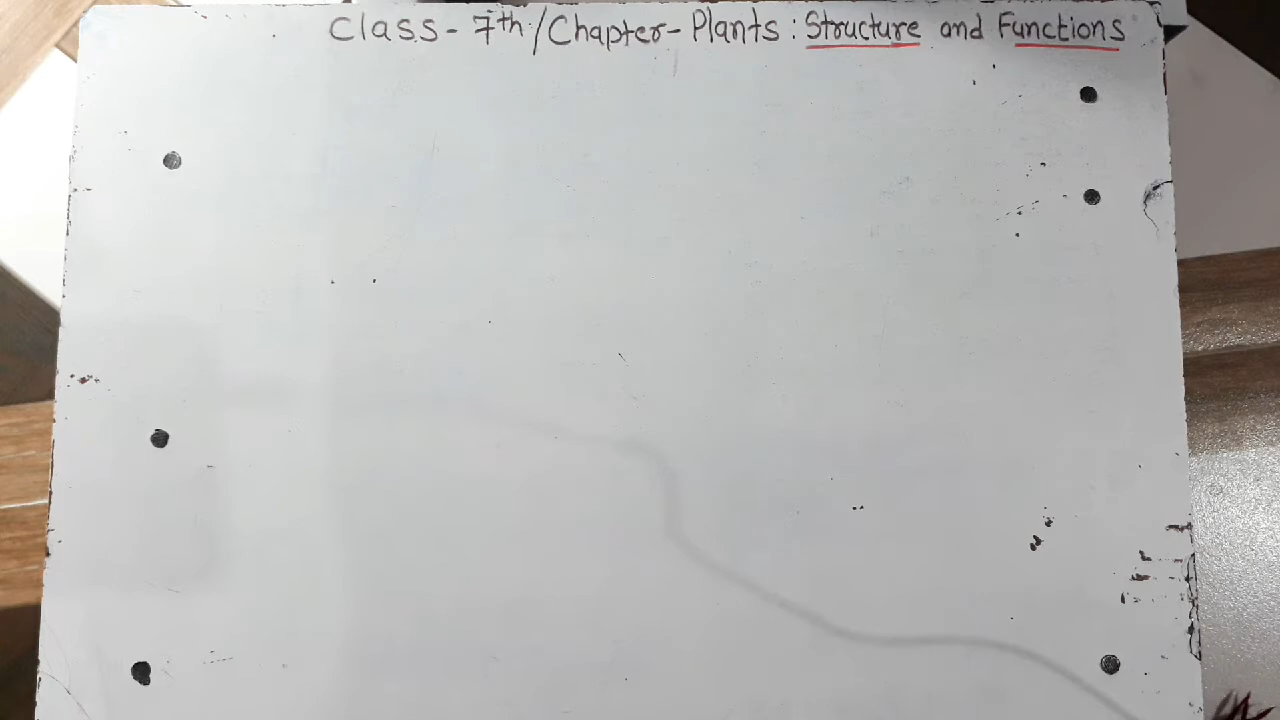 Class - 7th / Chapter - Plants : Structure and Functions